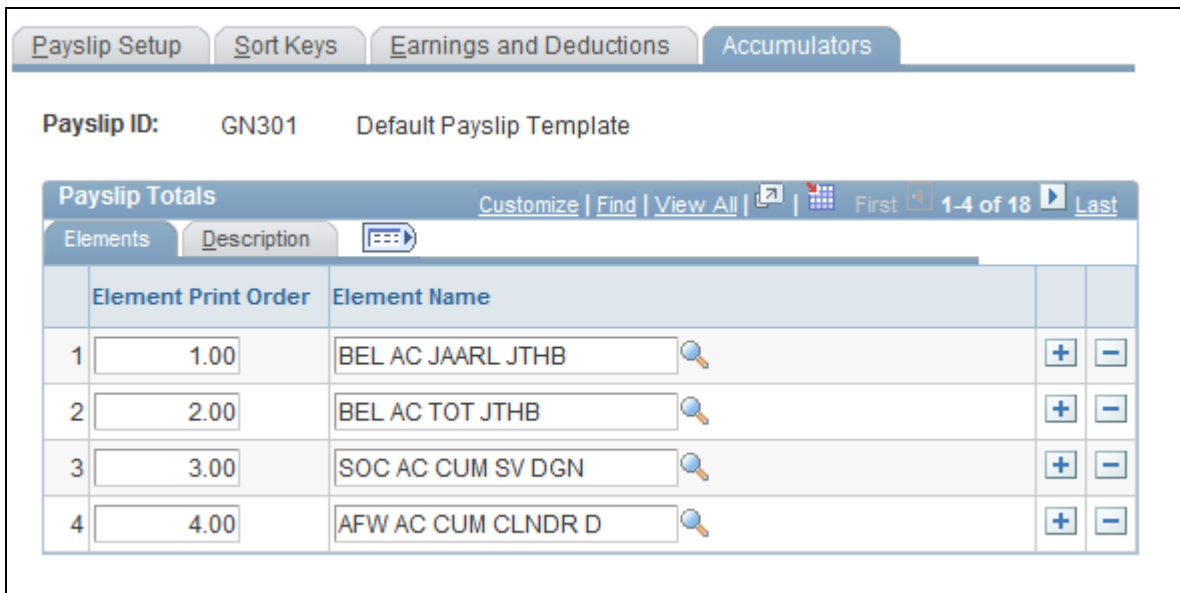 Payslip Setup Sort Keys Earnings and Deductions Accumulators
Payslip ID: GN301 Default Payslip Template
Payslip Totals Customize | Find | View All | | First 1-4 of 18 Last
Elements Description
Element Print Order Element Name
1 1.00 BEL AC JAARL JTHB
2 2.00 BEL AC TOT JTHB
3 3.00 SOC AC CUM SV DGN
4 4.00 AFW AC CUM CLNDR D